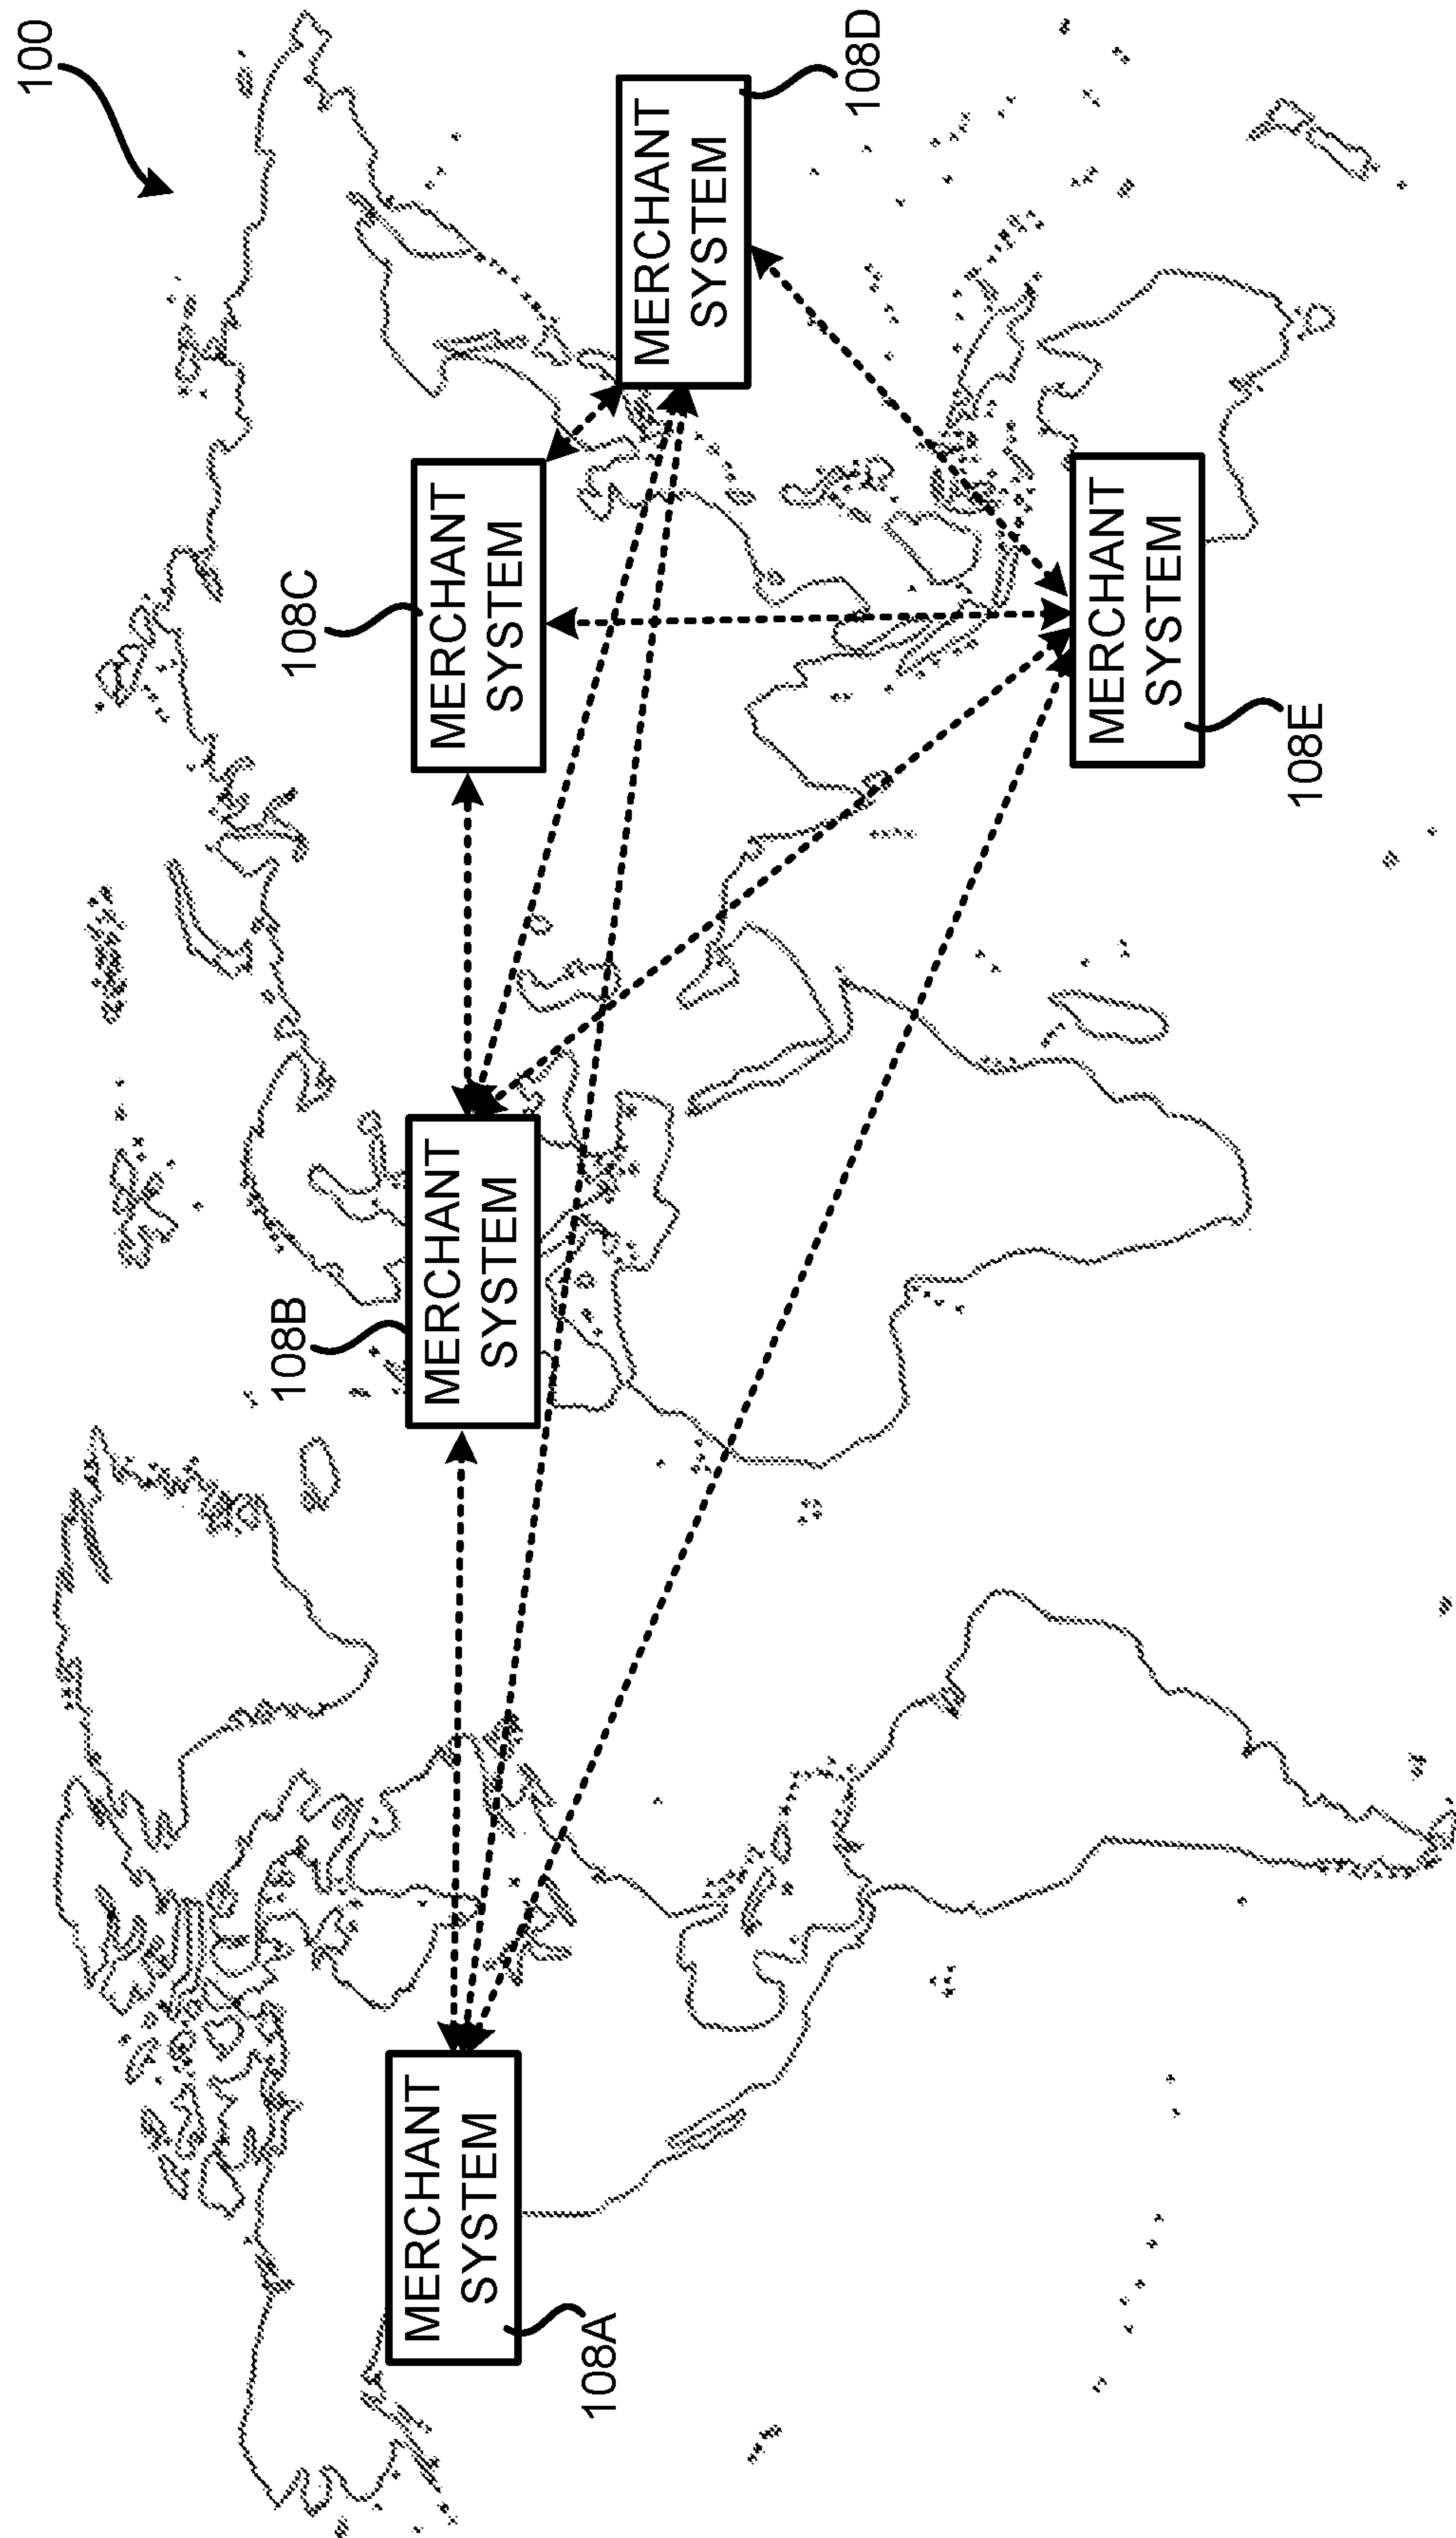 100
108A
MERCHANT
SYSTEM
108B
MERCHANT
SYSTEM
108C
MERCHANT
SYSTEM
MERCHANT
SYSTEM
108D
MERCHANT
SYSTEM
108E